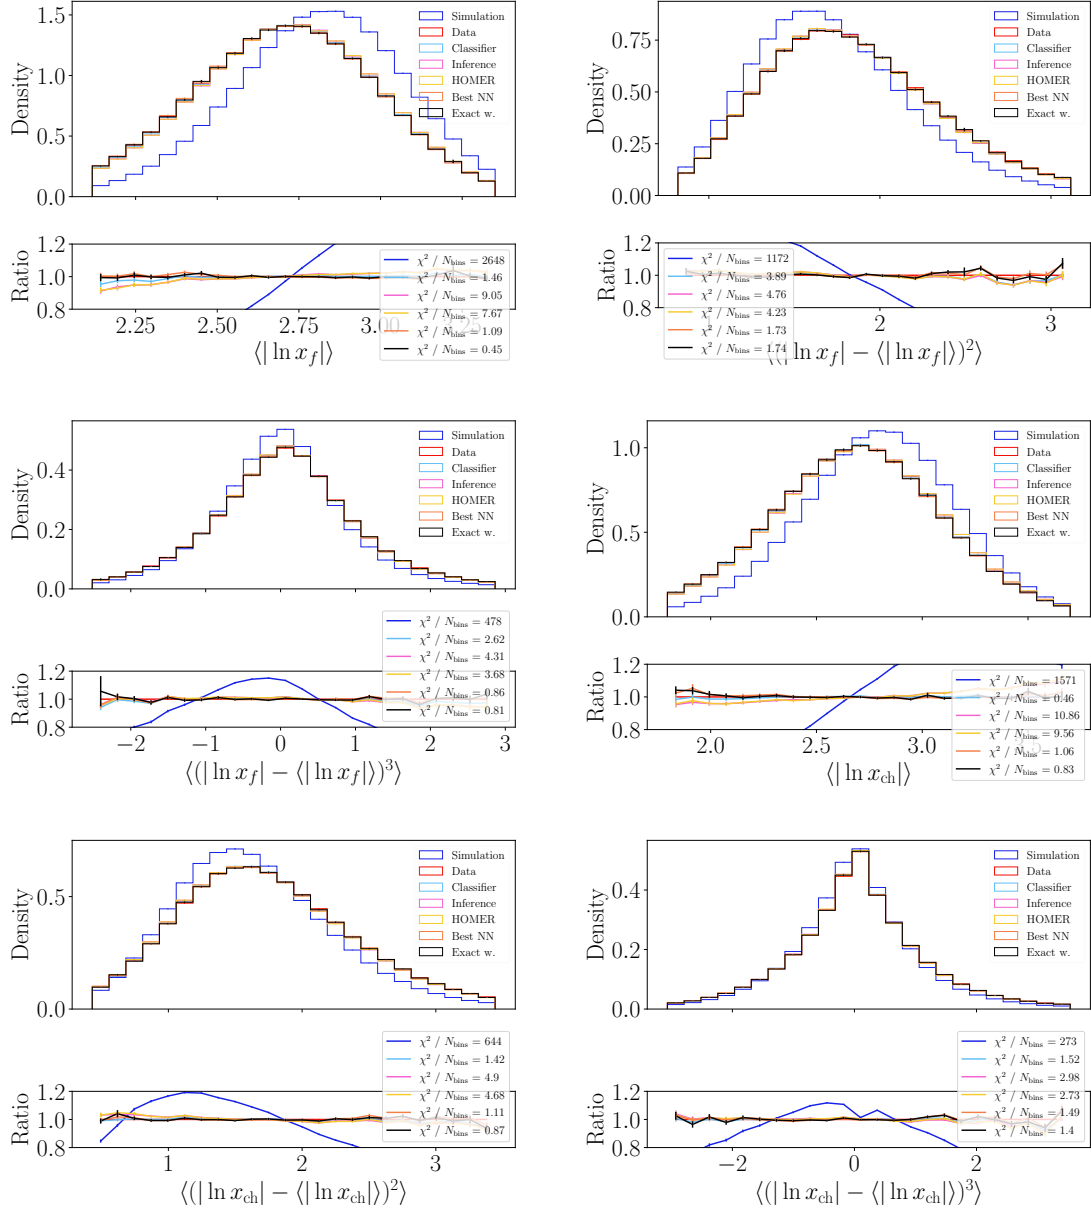 1.5
1.0
0.5
0.0
Density
Simulation
Data
Classifier
Inference
HOMER
Best NN
Exact w.
1.2
1.0
0.8
Ratio
χ² / N_bins = 2648
χ² / N_bins = 1.46
χ² / N_bins = 9.05
χ² / N_bins = 7.67
χ² / N_bins = 1.09
χ² / N_bins = 0.45
2.25 2.50 2.75 3.00 3.25
⟨| ln x_f|⟩
0.75
0.50
0.25
0.00
Density
Simulation
Data
Classifier
Inference
HOMER
Best NN
Exact w.
1.2
1.0
0.8
Ratio
χ² / N_bins = 1172
χ² / N_bins = 3.89
χ² / N_bins = 4.76
χ² / N_bins = 4.23
χ² / N_bins = 1.73
χ² / N_bins = 1.74
1 2 3
⟨(| ln x_f| − ⟨| ln x_f|⟩)²⟩
0.4
0.2
0.0
Density
Simulation
Data
Classifier
Inference
HOMER
Best NN
Exact w.
1.2
1.0
0.8
Ratio
χ² / N_bins = 478
χ² / N_bins = 2.62
χ² / N_bins = 4.31
χ² / N_bins = 3.68
χ² / N_bins = 0.86
χ² / N_bins = 0.81
−2 −1 0 1 2 3
⟨(| ln x_f| − ⟨| ln x_f|⟩)³⟩
1.0
0.5
0.0
Density
Simulation
Data
Classifier
Inference
HOMER
Best NN
Exact w.
1.2
1.0
0.8
Ratio
χ² / N_bins = 1571
χ² / N_bins = 0.46
χ² / N_bins = 10.86
χ² / N_bins = 9.56
χ² / N_bins = 1.06
χ² / N_bins = 0.83
2.0 2.5 3.0 3.5
⟨| ln x_ch|⟩
0.5
0.0
Density
Simulation
Data
Classifier
Inference
HOMER
Best NN
Exact w.
1.2
1.0
0.8
Ratio
χ² / N_bins = 644
χ² / N_bins = 1.42
χ² / N_bins = 4.9
χ² / N_bins = 4.68
χ² / N_bins = 1.11
χ² / N_bins = 0.87
1 2 3
⟨(| ln x_ch| − ⟨| ln x_ch|⟩)²⟩
0.4
0.2
0.0
Density
Simulation
Data
Classifier
Inference
HOMER
Best NN
Exact w.
1.2
1.0
0.8
Ratio
χ² / N_bins = 273
χ² / N_bins = 1.52
χ² / N_bins = 2.98
χ² / N_bins = 2.73
χ² / N_bins = 1.49
χ² / N_bins = 1.4
−2 0 2
⟨(| ln x_ch| − ⟨| ln x_ch|⟩)³⟩